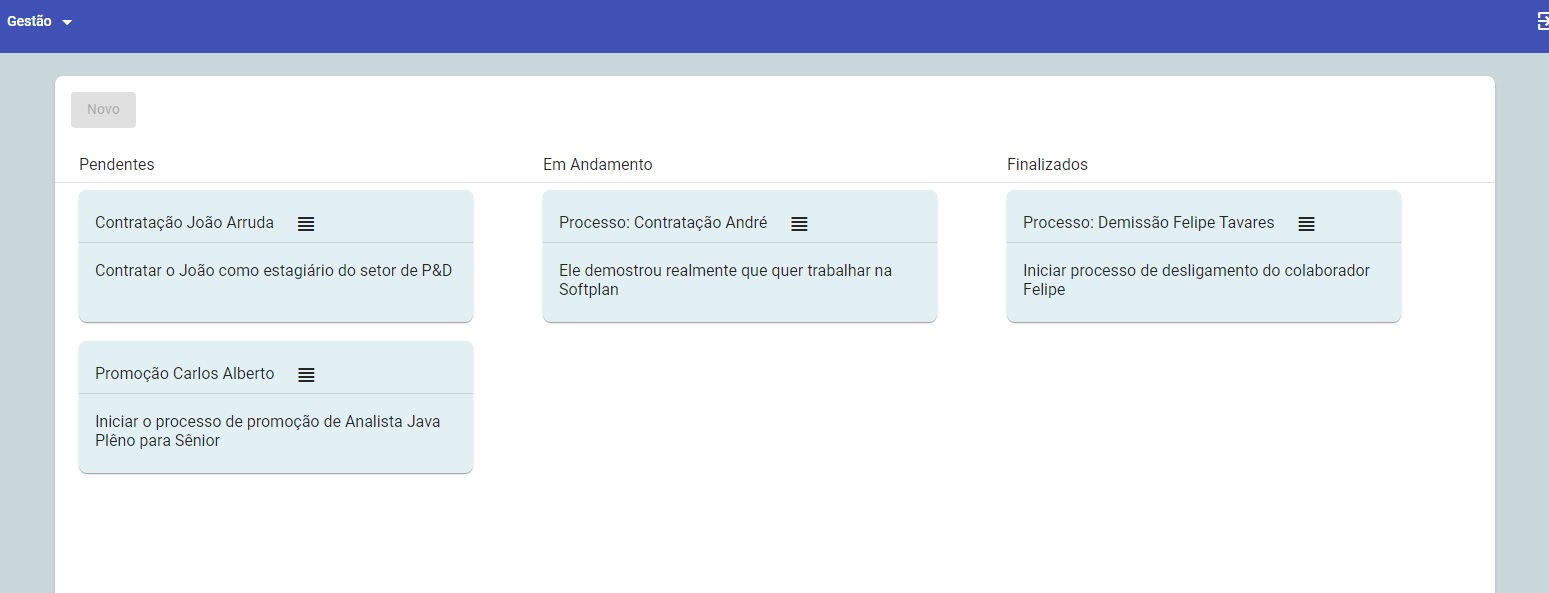 Gestão
Novo
Pendentes
Em Andamento
Finalizados
Contratação João Arruda
Contratar o João como estagiário do setor de P&D
Promoção Carlos Alberto
Iniciar o processo de promoção de Analista Java
Plêno para Sênior
Processo: Contratação André
Ele demostrou realmente que quer trabalhar na
Softplan
Processo: Demissão Felipe Tavares
Iniciar processo de desligamento do colaborador
Felipe